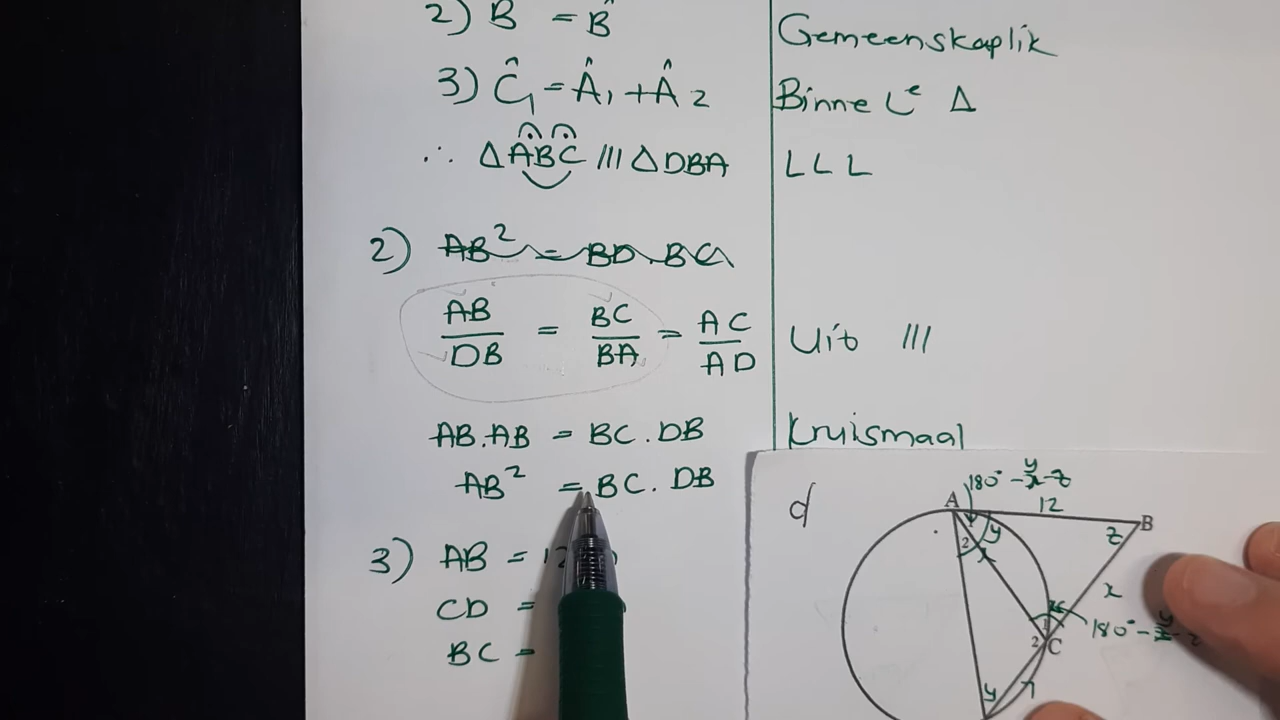 2) B = B̂
Gemeenskaplik
3) Ĉ₁ = Â₁ + Â₂
Binne ∠ᵉ Δ
∴ ΔABC /// ΔDBA
∠∠∠
2) AB² = BD. BC
AB/DB = BC/BA = AC/AD
Uit ///
AB.AB = BC. DB
Kruismaal
AB² = BC. DB
3) AB = 12
CD =
BC =
d
180° - y - z
A
12
B
1
y
z
2
x
x
1
180° - y - z
2
C
y
7